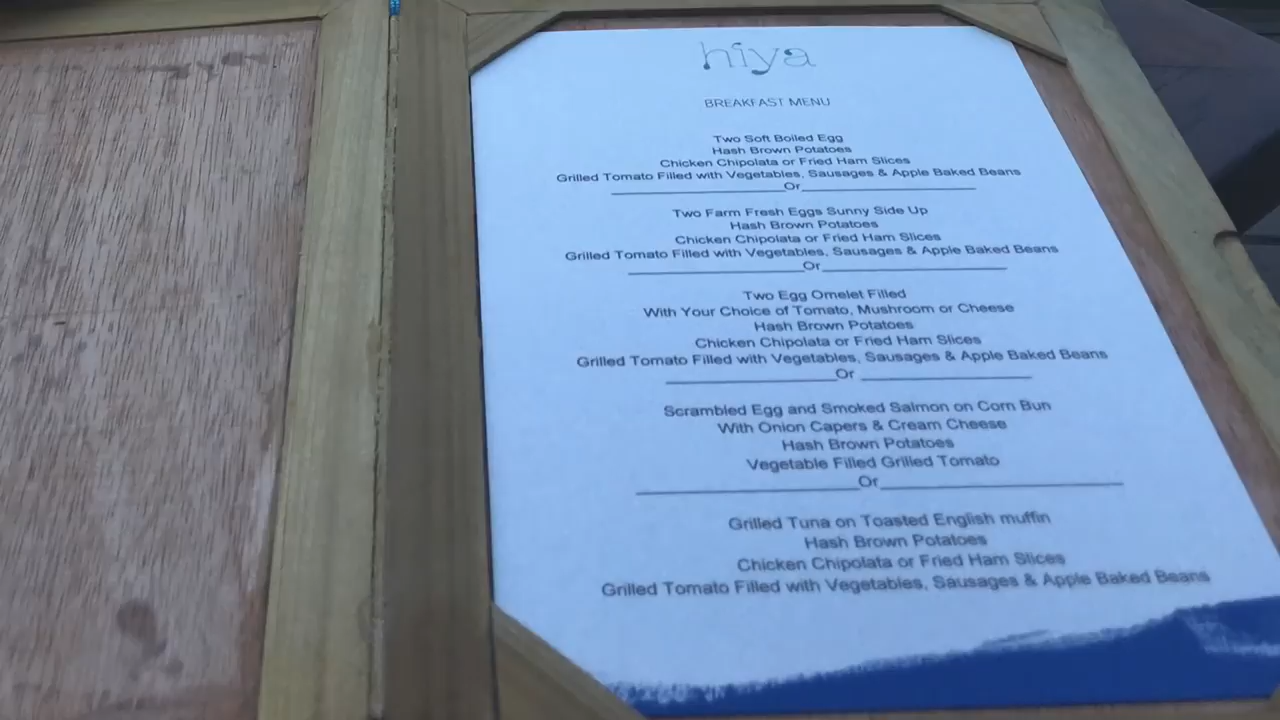 hiya
BREAKFAST MENU
Two Soft Boiled Egg
Hash Brown Potatoes
Chicken Chipolata or Fried Ham Slices
Grilled Tomato Filled with Vegetables, Sausages & Apple Baked Beans
Or
Two Farm Fresh Eggs Sunny Side Up
Hash Brown Potatoes
Chicken Chipolata or Fried Ham Slices
Grilled Tomato Filled with Vegetables, Sausages & Apple Baked Beans
Or
Two Egg Omelet Filled
With Your Choice of Tomato, Mushroom or Cheese
Hash Brown Potatoes
Chicken Chipolata or Fried Ham Slices
Grilled Tomato Filled with Vegetables, Sausages & Apple Baked Beans
Or
Scrambled Egg and Smoked Salmon on Corn Bun
With Onion Capers & Cream Cheese
Hash Brown Potatoes
Vegetable Filled Grilled Tomato
Or
Grilled Tuna on Toasted English muffin
Hash Brown Potatoes
Chicken Chipolata or Fried Ham Slices
Grilled Tomato Filled with Vegetables, Sausages & Apple Baked Beans